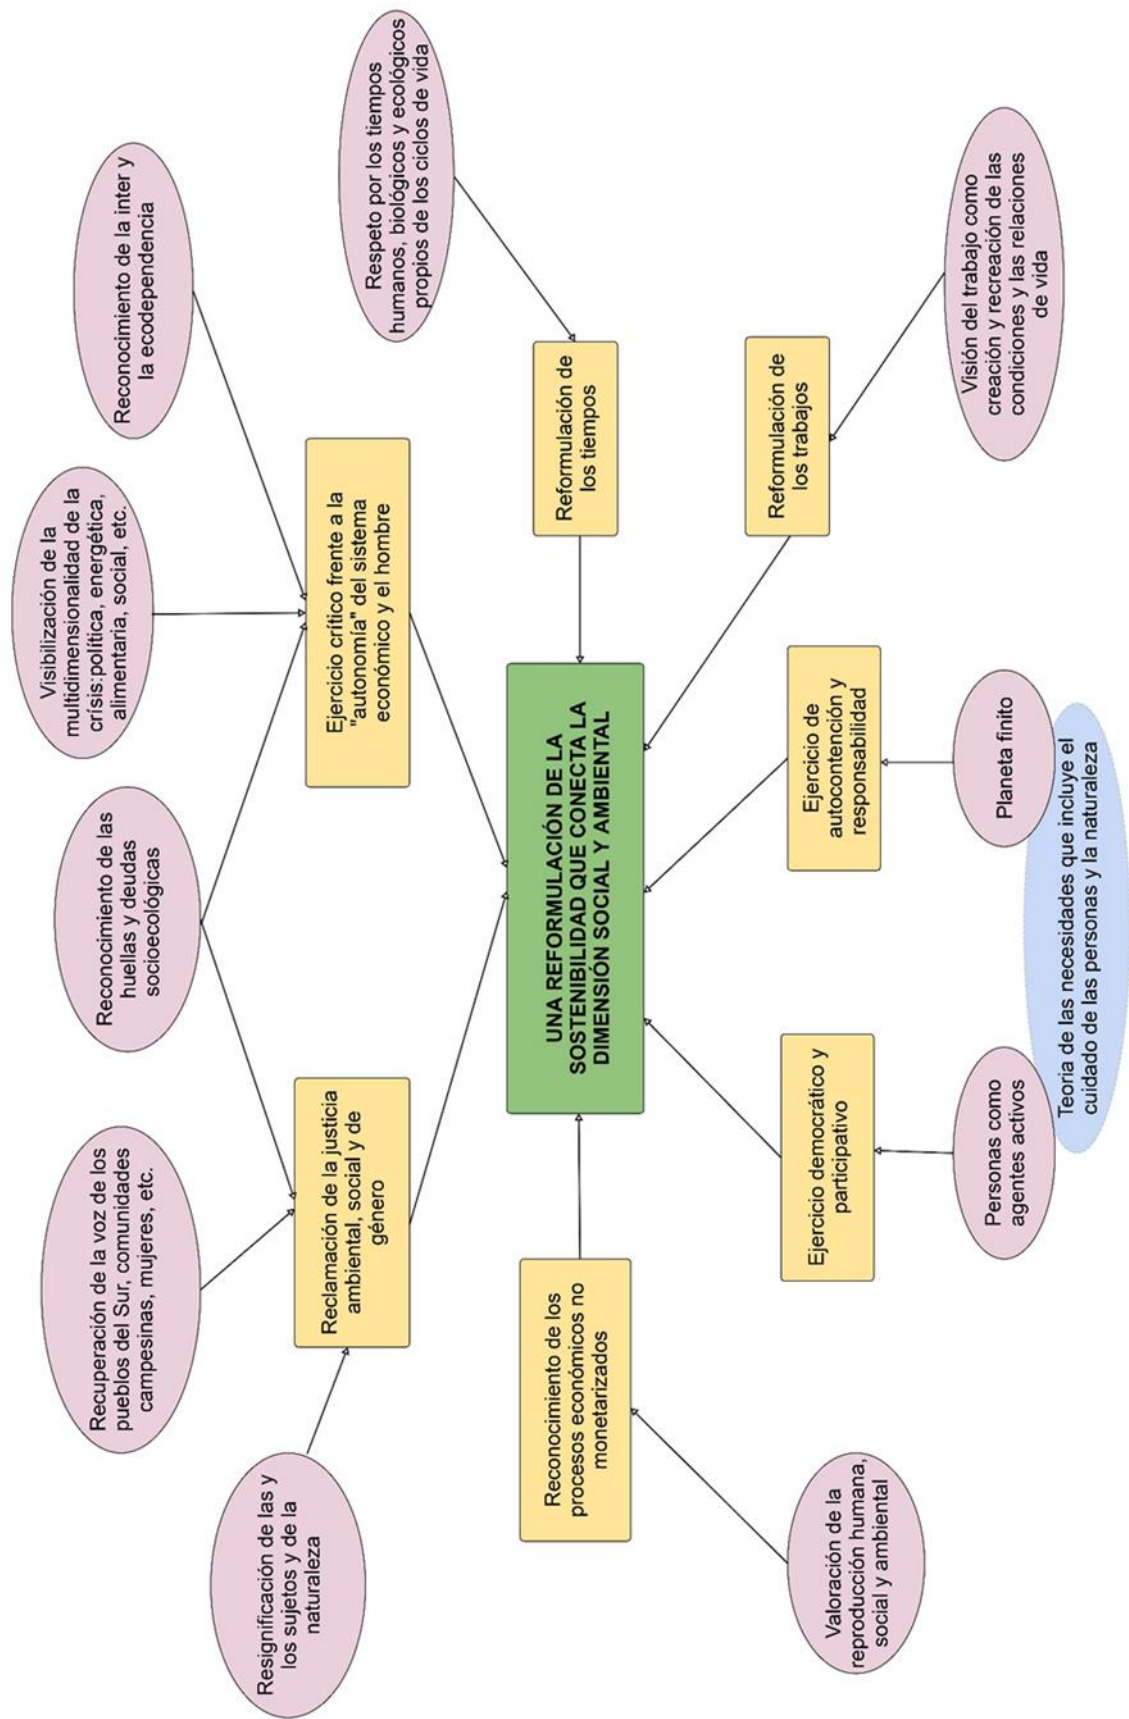 Recuperación de la voz de los
pueblos del Sur, comunidades
campesinas, mujeres, etc.
Reconocimiento de las
huellas y deudas
socioecológicas
Visibilización de la
multidimensionalidad de la
crísis:política, energética,
alimentaria, social, etc.
Reconocimiento de la inter y
la ecodependencia
Resignificación de las y
los sujetos y de la
naturaleza
Reclamación de la justicia
ambiental, social y de
género
Ejercicio crítico frente a la
"autonomía" del sistema
económico y el hombre
Respeto por los tiempos
humanos, biológicos y ecológicos
propios de los ciclos de vida
Reconocimiento de los
procesos económicos no
monetarizados
UNA REFORMULACIÓN DE LA
SOSTENIBILIDAD QUE CONECTA LA
DIMENSIÓN SOCIAL Y AMBIENTAL
Reformulación de
los tiempos
Reformulación de
los trabajos
Valoración de la
reproducción humana,
social y ambiental
Ejercicio democrático y
participativo
Ejercicio de
autocontención y
responsabilidad
Visión del trabajo como
creación y recreación de las
condiciones y las relaciones
de vida
Personas como
agentes activos
Planeta finito
Teoria de las necesidades que incluye el
cuidado de las personas y la naturaleza